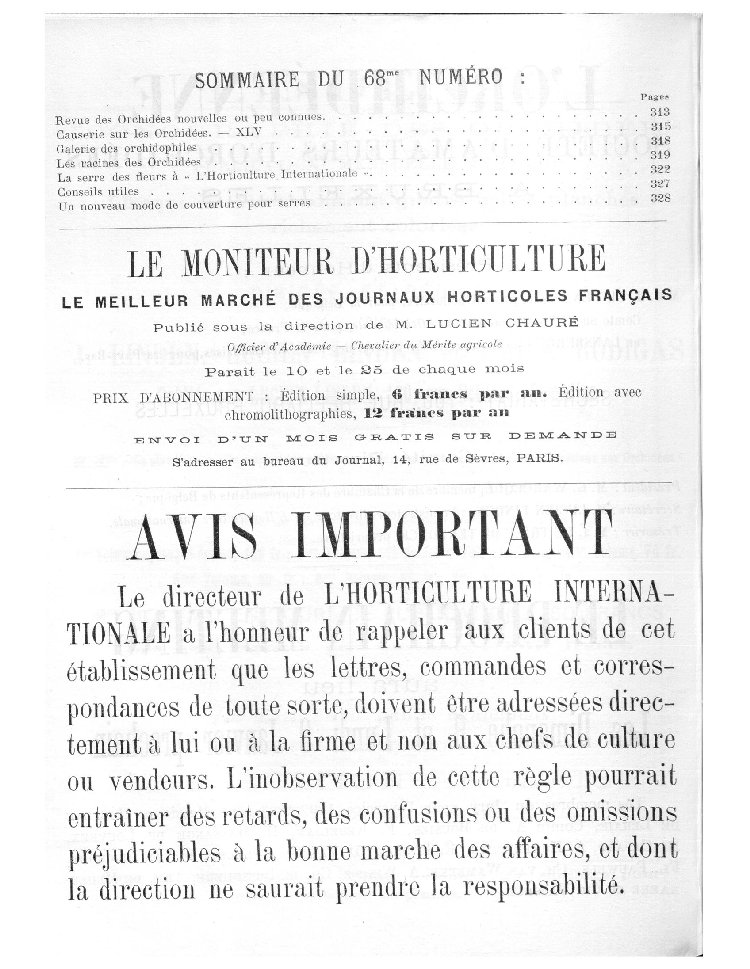 SOMMAIRE DU 68me NUMÉRO :
Pages
Revue des Orchidées nouvelles ou peu connues. . . . . . . . . . . . . . . . . . . . 313
Causerie sur les Orchidées. — XLV . . . . . . . . . . . . . . . . . . . . 315
Galerie des orchidophiles . . . . . . . . . . . . . . . . . . . . 318
Les racines des Orchidées . . . . . . . . . . . . . . . . . . . . 319
La serre des fleurs à « L'Horticulture Internationale ». . . . . . . . . . . . . . . . . . . . 322
Conseils utiles . . . . . . . . . . . . . . . . . . . . 327
Un nouveau mode de couverture pour serres . . . . . . . . . . . . . . . . . . . . 328
LE MONITEUR D'HORTICULTURE
LE MEILLEUR MARCHÉ DES JOURNAUX HORTICOLES FRANÇAIS
Publié sous la direction de M. LUCIEN CHAURÉ
Officier d'Académie — Chevalier du Mérite agricole
Parait le 10 et le 25 de chaque mois
PRIX D'ABONNEMENT : Édition simple, 6 francs par an. Édition avec
chromolithographies, 12 francs par an
ENVOI D'UN MOIS GRATIS SUR DEMANDE
S'adresser au bureau du Journal, 14, rue de Sèvres, PARIS.
AVIS IMPORTANT
Le directeur de L'HORTICULTURE INTERNA-
TIONALE a l'honneur de rappeler aux clients de cet
établissement que les lettres, commandes et corres-
pondances de toute sorte, doivent être adressées direc-
tement à lui ou à la firme et non aux chefs de culture
ou vendeurs. L'inobservation de cette règle pourrait
entraîner des retards, des confusions ou des omissions
préjudiciables à la bonne marche des affaires, et dont
la direction ne saurait prendre la responsabilité.